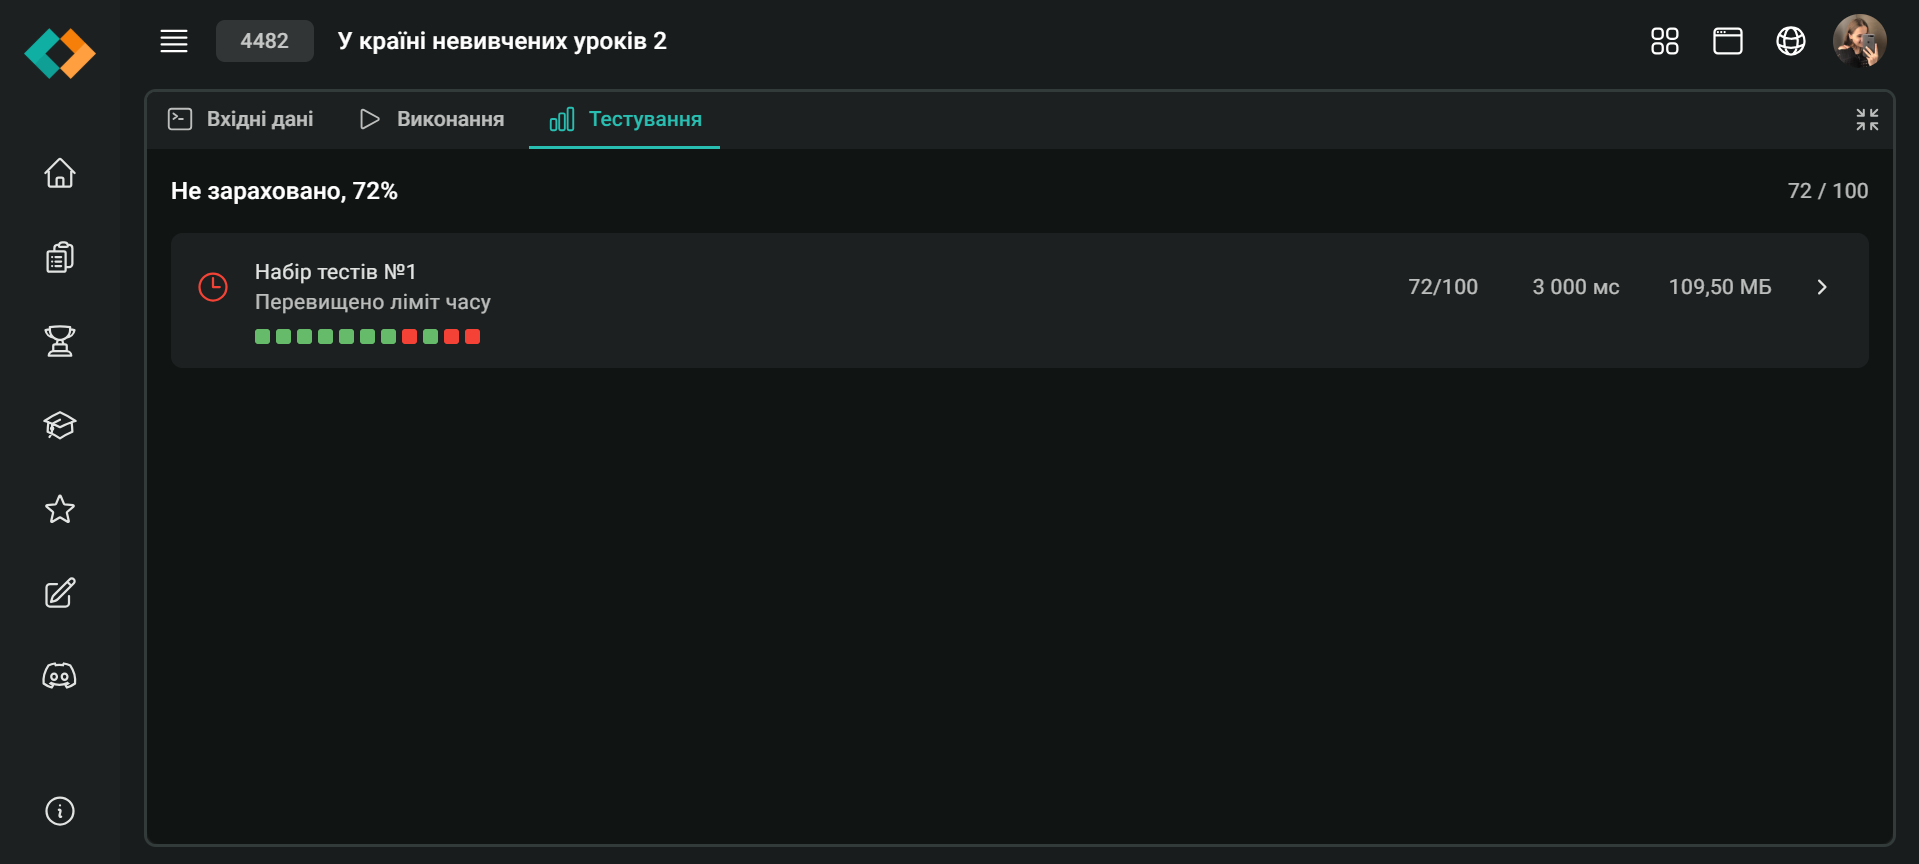 4482
У країні невивчених уроків 2
Вхідні дані
Виконання
Тестування
Не зараховано, 72%
72 / 100
Набір тестів №1
Перевищено ліміт часу
72/100
3 000 мс
109,50 МБ